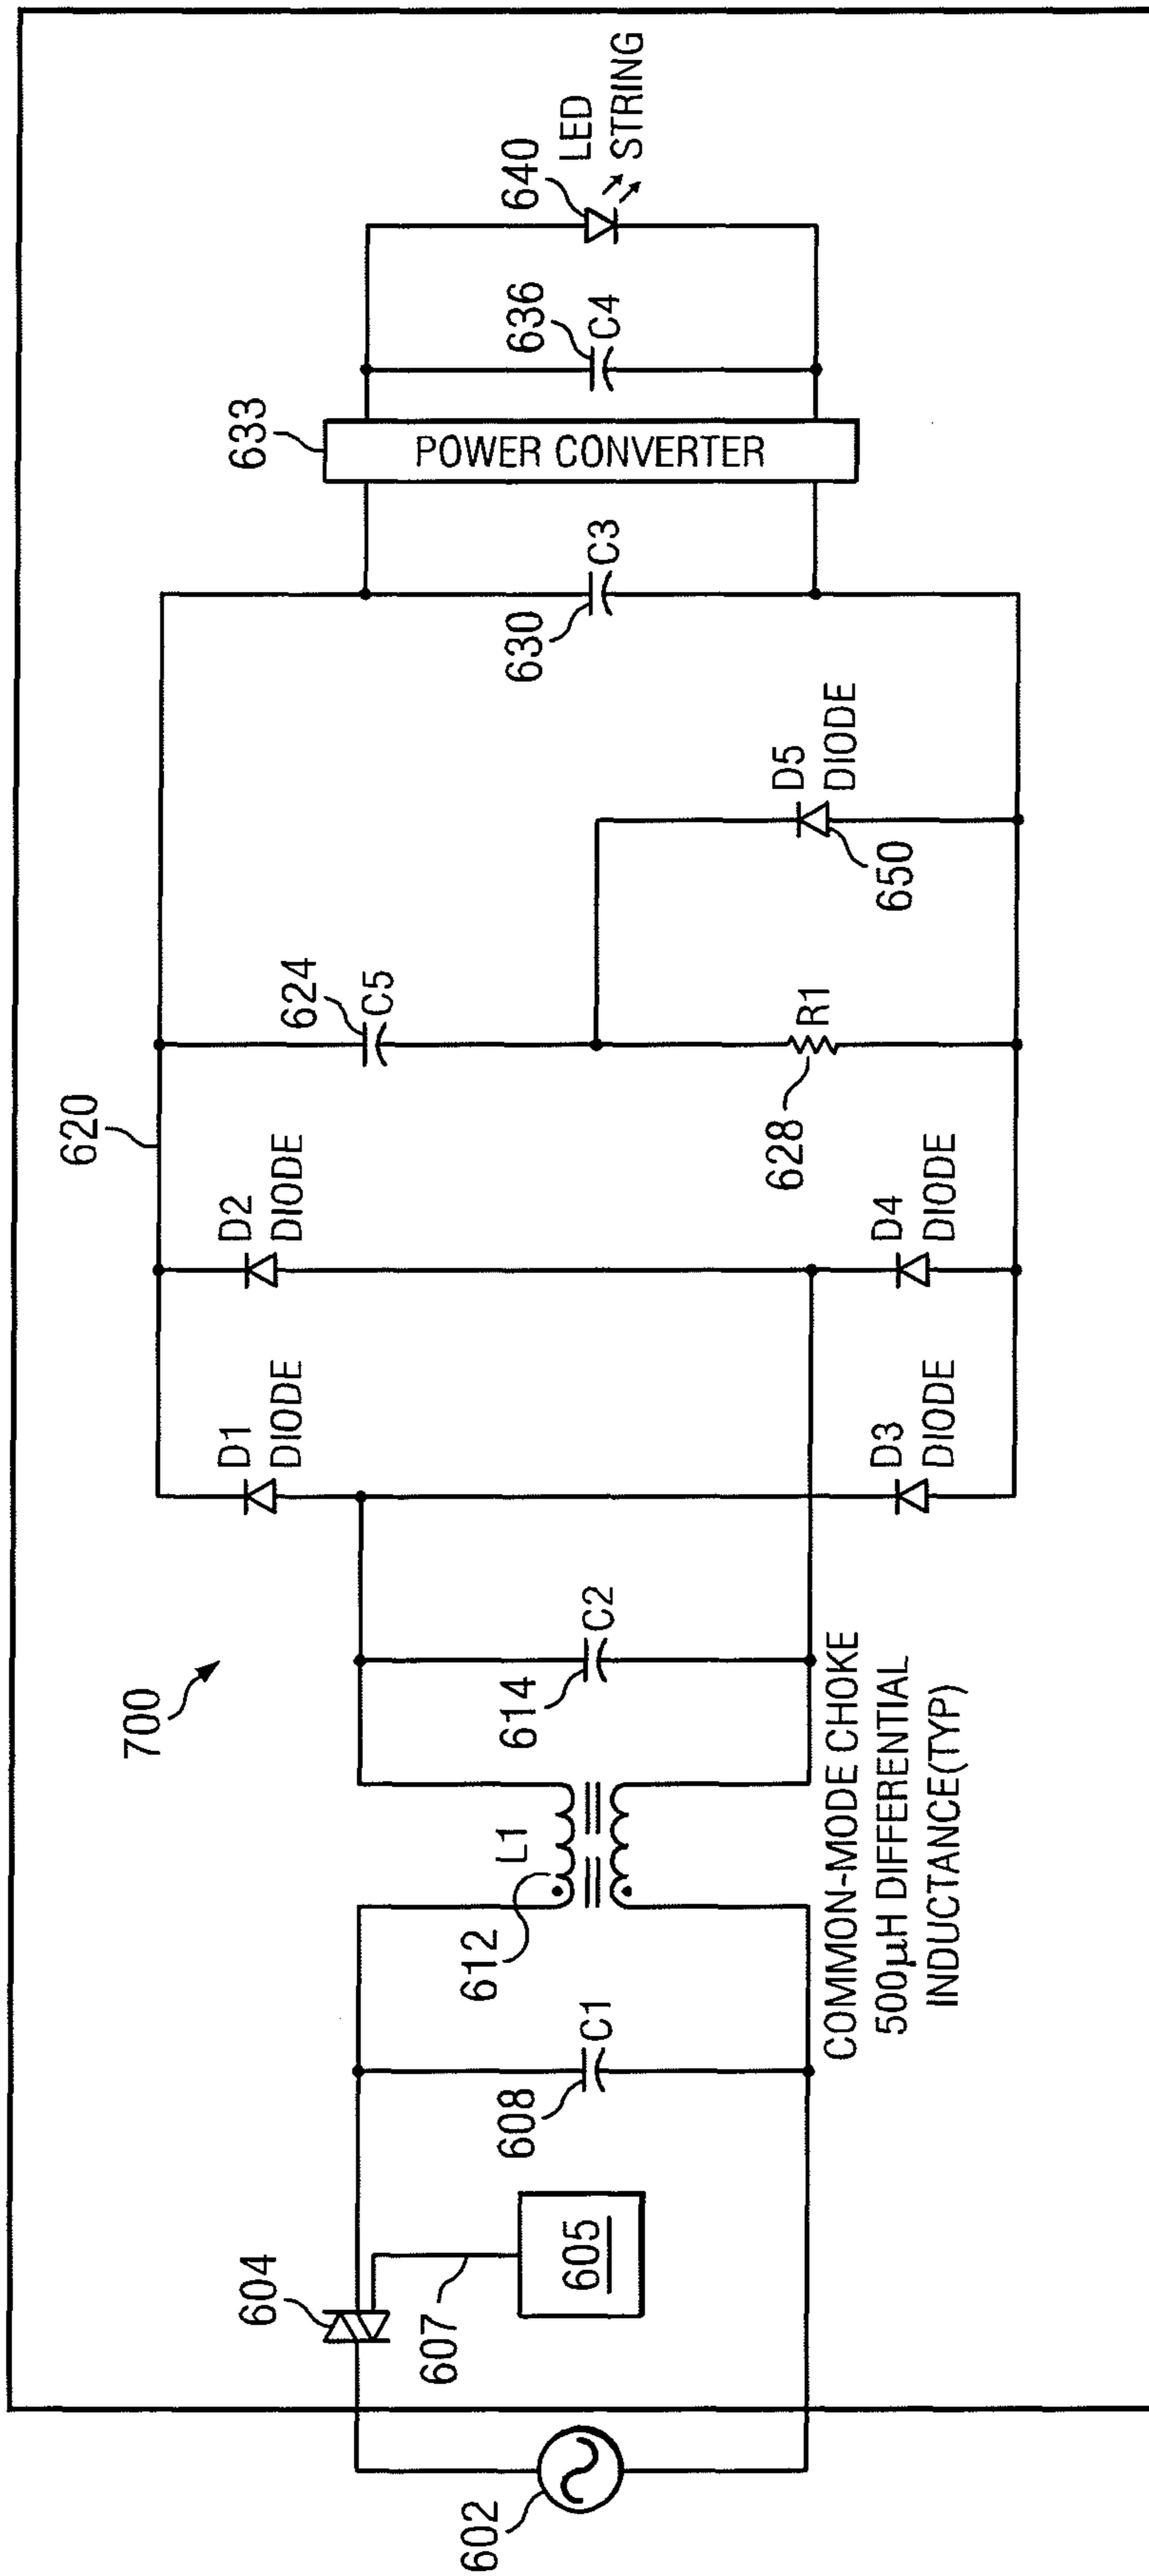 700
602
604
605
607
608
C1
612
L1
COMMON-MODE CHOKE
500µH DIFFERENTIAL
INDUCTANCE(TYP)
614
C2
D1
DIODE
D3
DIODE
D2
DIODE
D4
DIODE
620
624
C5
628
R1
D5
DIODE
650
630
C3
633
POWER CONVERTER
636
C4
640
LED
STRING